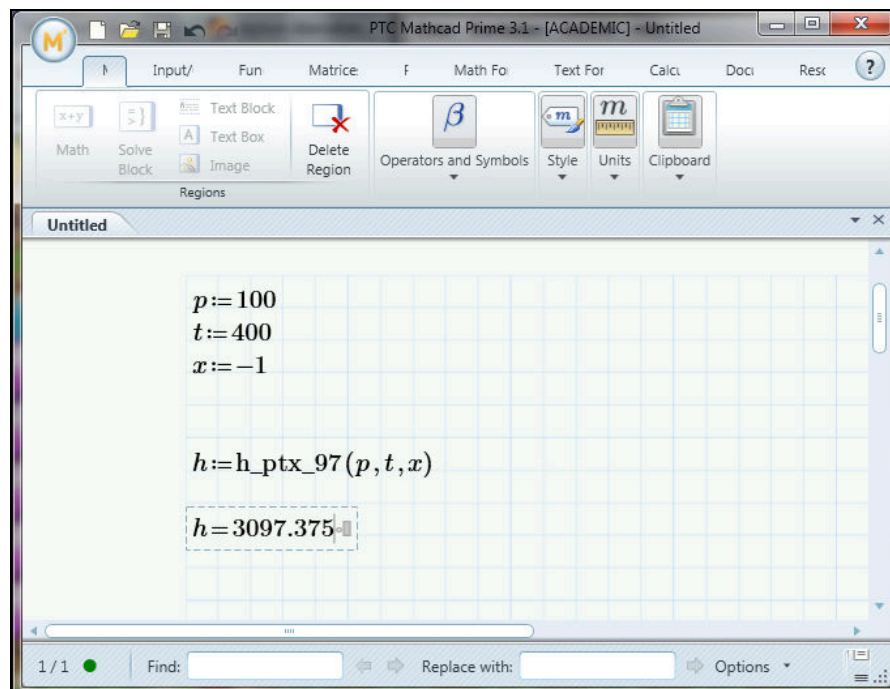 PTC Mathcad Prime 3.1 - [ACADEMIC] - Untitled
Input/ Fun Matrice: F Math Fo Text For Calcu Doci Resc ?
x+y
Math
Solve
Block
Text Block
Text Box
Image
Delete
Region
Regions
β
Operators and Symbols
m
Style
m
Units
Clipboard
Untitled
p:=100
t:=400
x:=-1
h:=h_ptx_97(p,t,x)
h=3097.375
1 / 1 Find: Replace with: Options